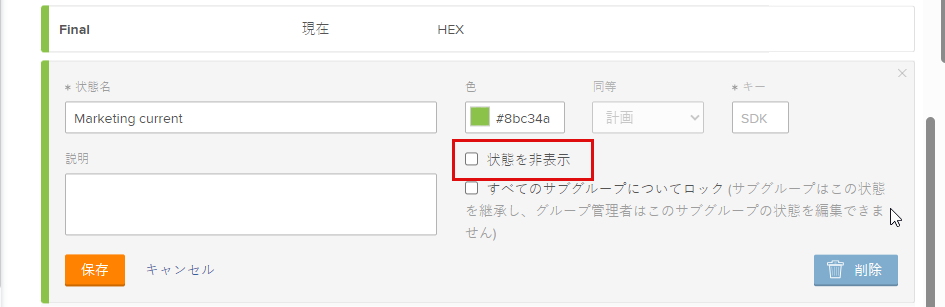 Final 現在 HEX
* 状態名 色 同等 * キー
Marketing current #8bc34a 計画 SDK
説明 状態を非表示
すべてのサブグループについてロック (サブグループはこの状態
を継承し、グループ管理者はこのサブグループの状態を編集できま
せん)
保存 キャンセル 削除